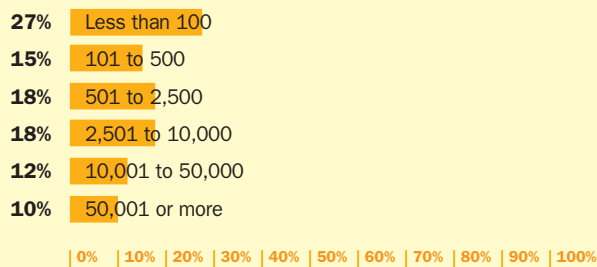 27% Less than 100
15% 101 to 500
18% 501 to 2,500
18% 2,501 to 10,000
12% 10,001 to 50,000
10% 50,001 or more
0% 10% 20% 30% 40% 50% 60% 70% 80% 90% 100%